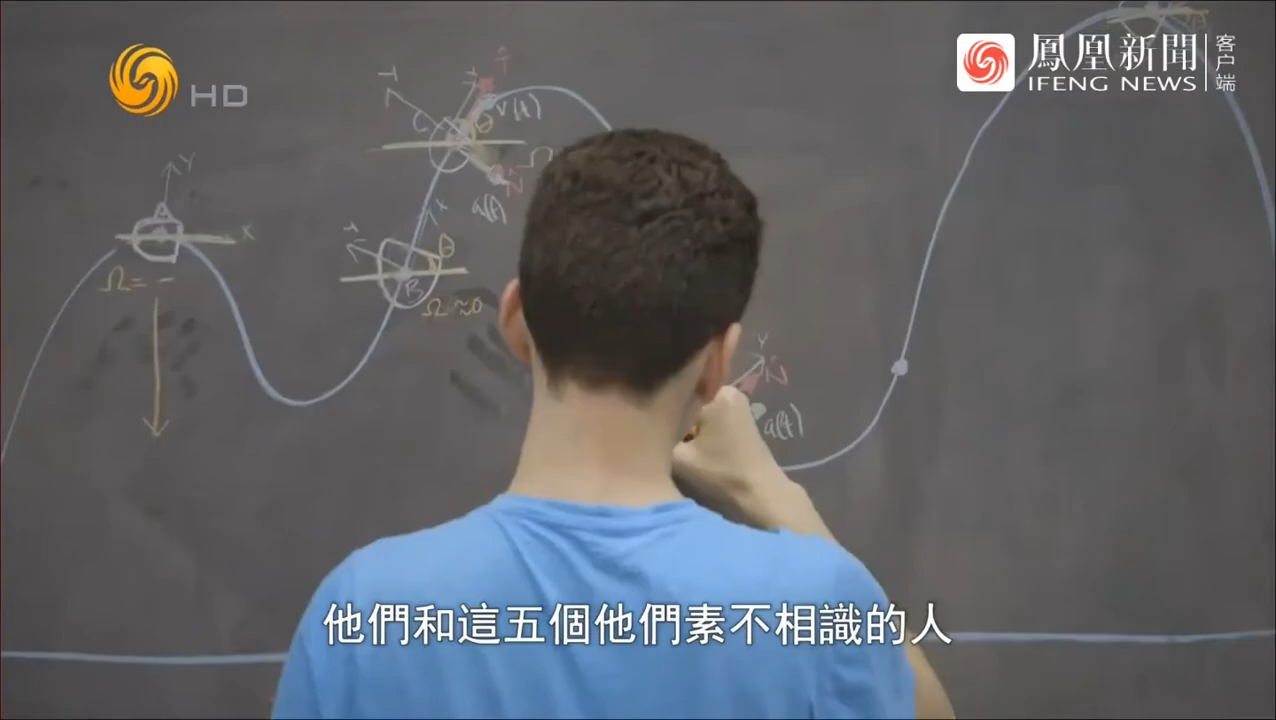 HD
鳳凰新聞
IFENG NEWS
客户端
Y
V(t)
C
θ
Ω
N
a(t)
A
X
Ω = -
θ
B
Ω ≈ 0
Y
N
a(t)
他們和這五個他們素不相識的人